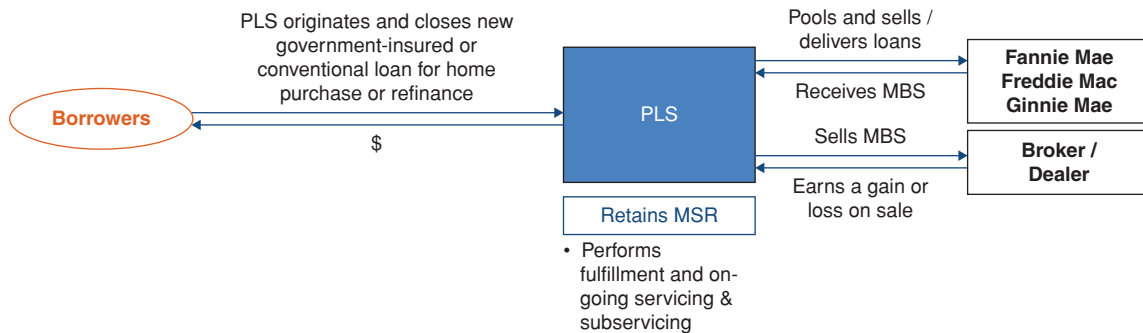 PLS originates and closes new
government-insured or
conventional loan for home
purchase or refinance
Borrowers
$
PLS
Retains MSR
• Performs
fulfillment and on-
going servicing &
subservicing
Pools and sells /
delivers loans
Receives MBS
Fannie Mae
Freddie Mac
Ginnie Mae
Sells MBS
Earns a gain or
loss on sale
Broker /
Dealer